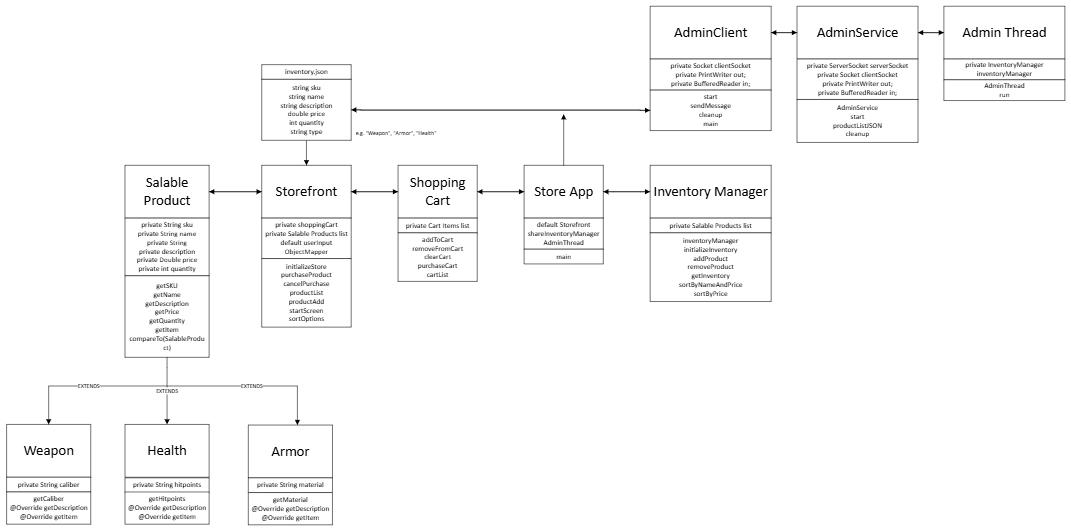 AdminClient
private Socket clientSocket
private PrintWriter out;
private BufferedReader in;
start
sendMessage
cleanup
main
AdminService
private ServerSocket serverSocket
private Socket clientSocket
private PrintWriter out;
private BufferedReader in;
AdminService
start
productListJSON
cleanup
Admin Thread
private InventoryManager
inventoryManager
AdminThread
run
inventory.json
string sku
string name
string description
double price
int quantity
string type
e.g. "Weapon", "Armor", "Health"
Salable
Product
private String sku
private String name
private String
private description
private Double price
private int quantity
getSKU
getName
getDescription
getPrice
getQuantity
getItem
compareTo(SalableProdu
ct)
Storefront
private shoppingCart
private Salable Products list
default userInput
ObjectMapper
initializeStore
purchaseProduct
cancelPurchase
productList
productAdd
startScreen
sortOptions
Shopping
Cart
private Cart Items list
addToCart
removeFromCart
clearCart
purchaseCart
cartList
Store App
default Storefront
shareInventoryManager
AdminThread
main
Inventory Manager
private Salable Products list
inventoryManager
initializeInventory
addProduct
removeProduct
getInventory
sortByNameAndPrice
sortByPrice
EXTENDS
EXTENDS
EXTENDS
Weapon
private String caliber
getCaliber
@Override getDescription
@Override getItem
Health
private String hitpoints
getHitpoints
@Override getDescription
@Override getItem
Armor
private String material
getMaterial
@Override getDescription
@Override getItem